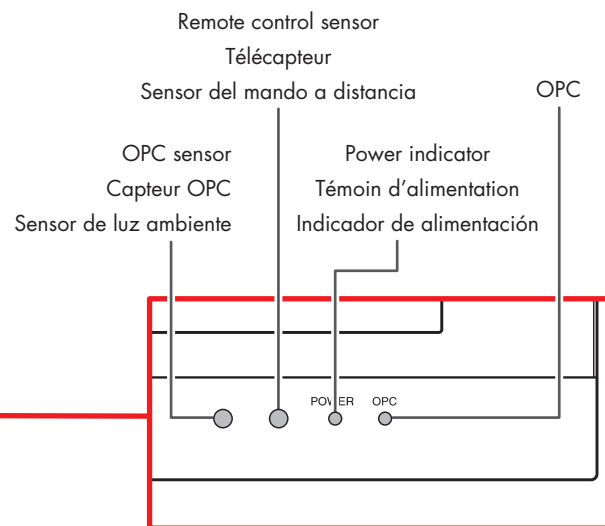 Remote control sensor
Télécapteur
Sensor del mando a distancia
OPC
OPC sensor
Capteur OPC
Sensor de luz ambiente
Power indicator
Témoin d’alimentation
Indicador de alimentación
POWER
OPC